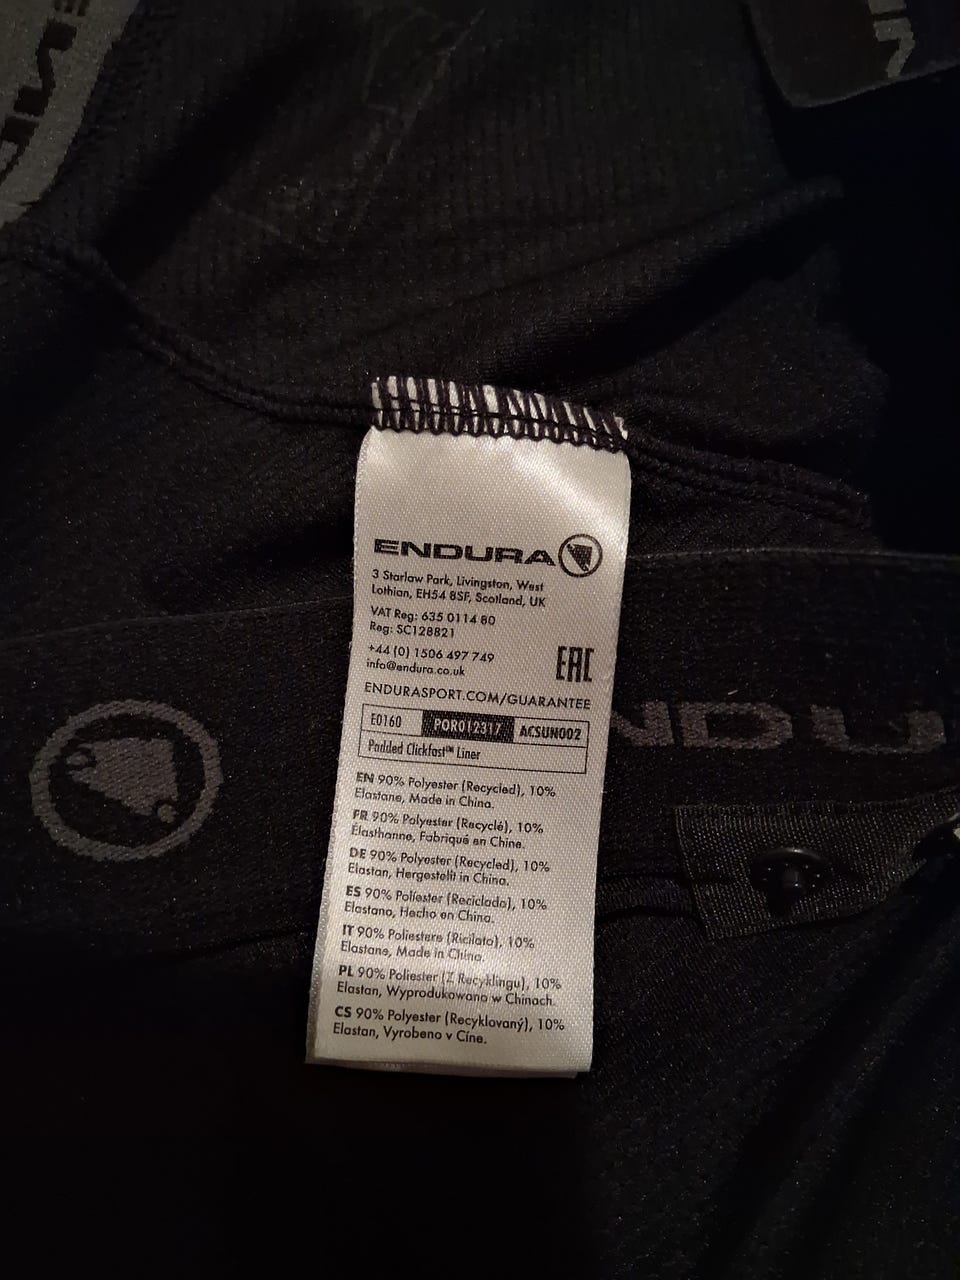 ENDURA
3 Starlaw Park, Livingston, West
Lothian, EH54 8SF, Scotland, UK
VAT Reg: 635 0114 80
Reg: SC128821
+44 (0) 1506 497 749
info@endura.co.uk
EAC
ENDURASPORT.COM/GUARANTEE
E0160 POR012317 ACSUN002
Padded Clickfast™ Liner
EN 90% Polyester (Recycled), 10%
Elastane, Made in China.
FR 90% Polyester (Recyclé), 10%
Élasthanne, Fabriqué en Chine.
DE 90% Polyester (Recycled), 10%
Elastan, Hergestellt in China.
ES 90% Poliester (Reciclado), 10%
Elastano, Hecho en China.
IT 90% Poliestere (Riciclato), 10%
Elastane, Made in China.
PL 90% Poliester (Z Recyklingu), 10%
Elastan, Wyprodukowano w Chinach.
CS 90% Polyester (Recyklovaný), 10%
Elastan, Vyrobeno v Číne.
NDU